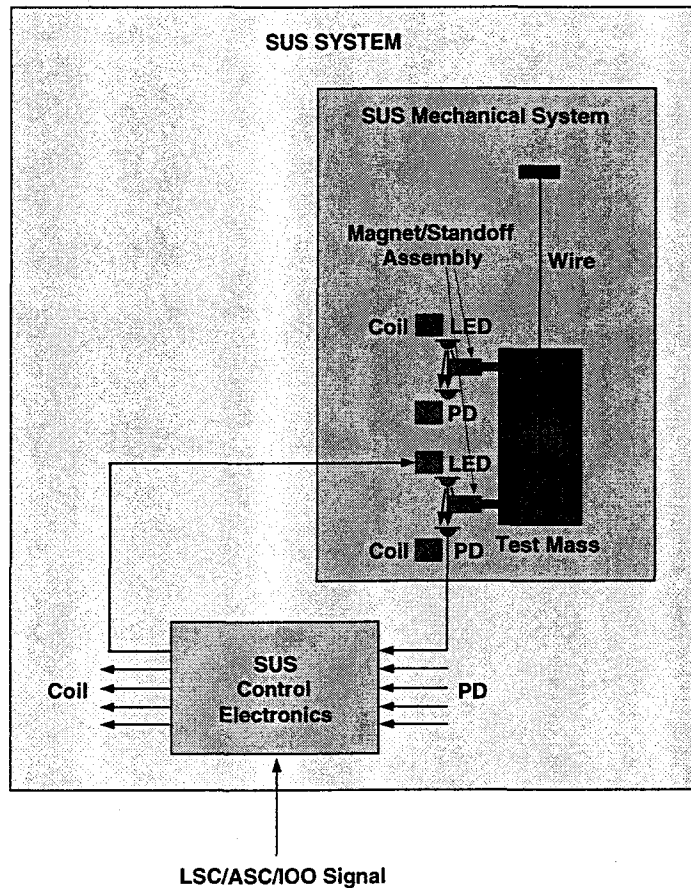 SUS SYSTEM
SUS Mechanical System
Magnet/Standoff
Assembly
Wire
Coil LED
PD
LED
Coil PD
Test Mass
SUS
Control
Electronics
Coil
PD
LSC/ASC/IOO Signal